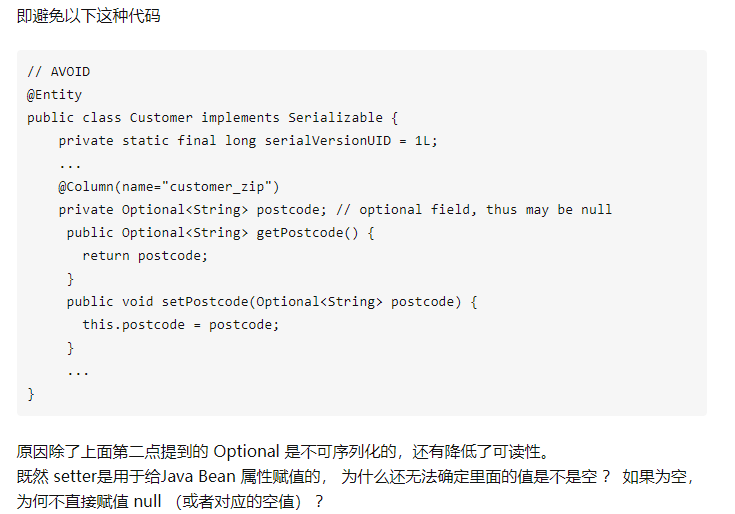 即避免以下这种代码
// AVOID
@Entity
public class Customer implements Serializable {
    private static final long serialVersionUID = 1L;
    ...
    @Column(name="customer_zip")
    private Optional<String> postcode; // optional field, thus may be null
     public Optional<String> getPostcode() {
       return postcode;
     }
     public void setPostcode(Optional<String> postcode) {
       this.postcode = postcode;
     }
     ...
}
原因除了上面第二点提到的 Optional 是不可序列化的，还有降低了可读性。
既然 setter是用于给Java Bean 属性赋值的， 为什么还无法确定里面的值是不是空 ？ 如果为空，
为何不直接赋值 null （或者对应的空值） ？